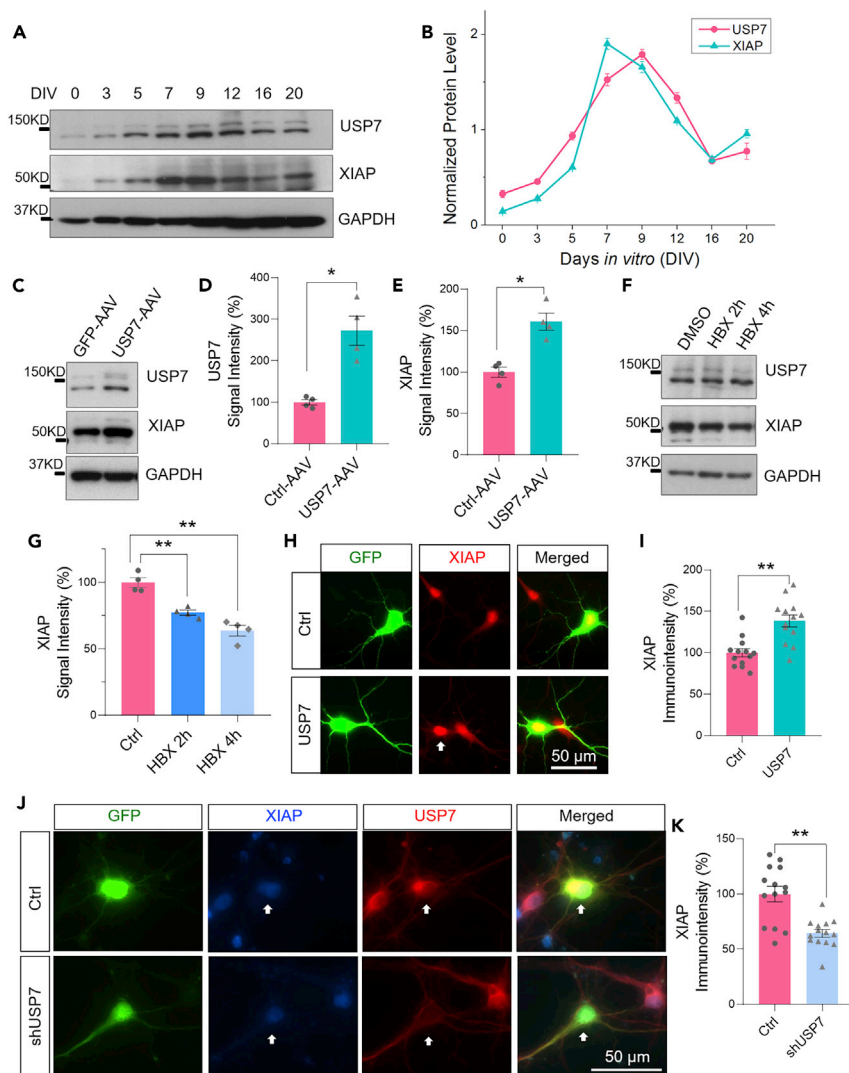 A
DIV 0 3 5 7 9 12 16 20
150KD
USP7
50KD
XIAP
37KD
GAPDH
B
Normalized Protein Level
2
1
0
USP7
XIAP
0 3 5 7 9 12 16 20
Days in vitro (DIV)
C
GFP-AAV USP7-AAV
150KD
USP7
50KD
XIAP
37KD
GAPDH
D
USP7
Signal Intensity (%)
400
300
200
100
0
*
Ctrl-AAV USP7-AAV
E
XIAP
Signal Intensity (%)
200
150
100
50
0
*
Ctrl-AAV USP7-AAV
F
DMSO HBX 2h HBX 4h
150KD
USP7
50KD
XIAP
37KD
GAPDH
G
XIAP
Signal Intensity (%)
100
50
0
**
**
Ctrl HBX 2h HBX 4h
H
GFP XIAP Merged
Ctrl
USP7
50 μm
I
XIAP
Immunointensity (%)
200
150
100
50
0
**
Ctrl USP7
J
GFP XIAP USP7 Merged
Ctrl
shUSP7
50 μm
K
XIAP
Immunointensity (%)
150
100
50
0
**
Ctrl shUSP7